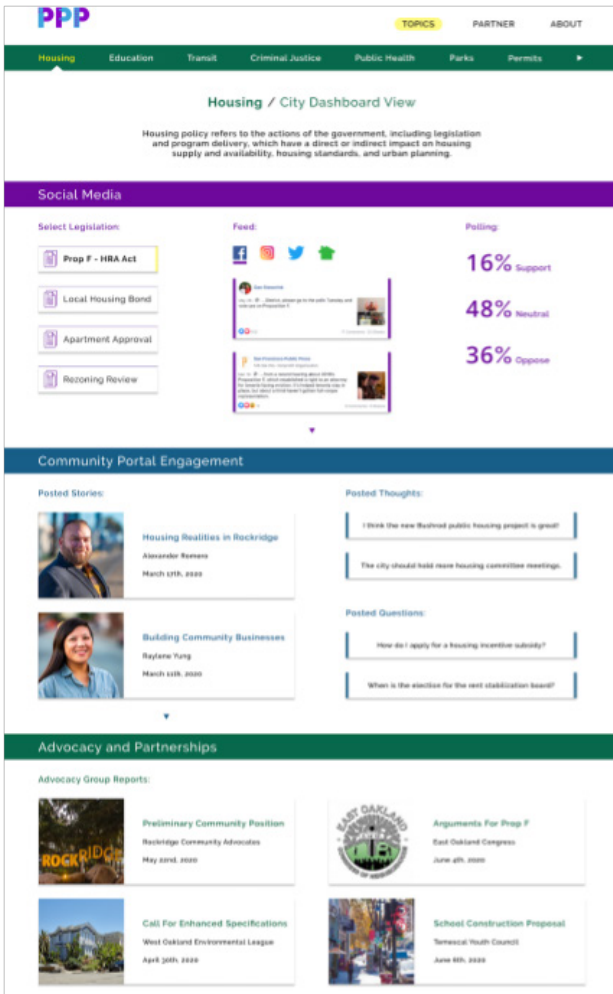 PPP
TOPICS PARTNER ABOUT
Housing Education Transit Criminal Justice Public Health Parks Permits
Housing / City Dashboard View
Housing policy refers to the actions of the government, including legislation
and program delivery, which have a direct or indirect impact on housing
supply and availability, housing standards, and urban planning.
Social Media
Select Legislation:
Prop F - HRA Act
Local Housing Bond
Apartment Approval
Rezoning Review
Feed:
San Francisco Public Press
Polling:
16% Support
48% Neutral
36% Oppose
Community Portal Engagement
Posted Stories:
Housing Realities in Rockridge
Alexander Romero
March 17th, 2020
Building Community Businesses
Raylene Yung
March 11th, 2020
Posted Thoughts:
I think the new Bushrod public housing project is great!
The city should hold more housing committee meetings.
Posted Questions:
How do I apply for a housing incentive subsidy?
When is the election for the rent stabilization board?
Advocacy and Partnerships
Advocacy Group Reports:
ROCKRIDGE
Preliminary Community Position
Rockridge Community Advocates
May 22nd, 2020
EAST OAKLAND
Arguments For Prop F
East Oakland Congress
June 4th, 2020
Call For Enhanced Specifications
West Oakland Environmental League
April 30th, 2020
School Construction Proposal
Temescal Youth Council
June 8th, 2020